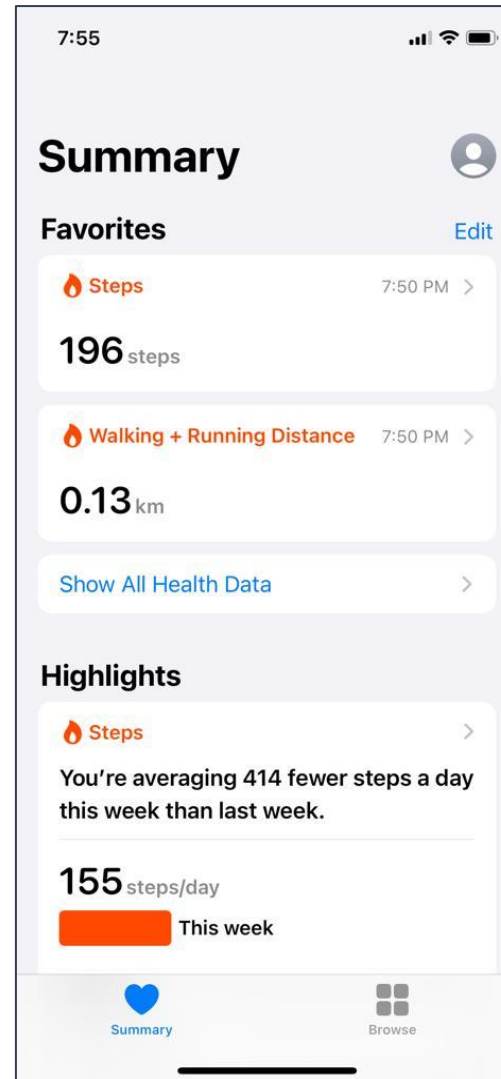 7:55
Summary
Favorites
Edit
Steps
7:50 PM
196 steps
Walking + Running Distance
7:50 PM
0.13 km
Show All Health Data
Highlights
Steps
You’re averaging 414 fewer steps a day
this week than last week.
155 steps/day
This week
Summary
Browse